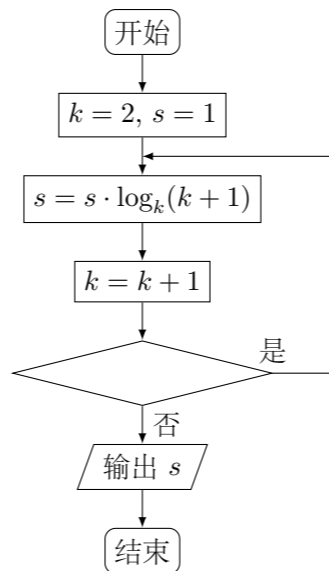 开始
k = 2, s = 1
s = s · log_k(k + 1)
k = k + 1
是
否
输出 s
结束